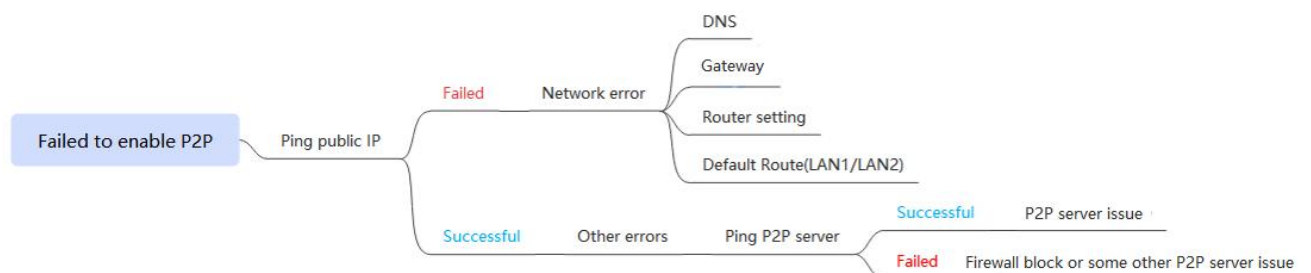 Failed to enable P2P
Ping public IP
Failed
Network error
DNS
Gateway
Router setting
Default Route(LAN1/LAN2)
Successful
Other errors
Ping P2P server
Successful
P2P server issue
Failed
Firewall block or some other P2P server issue